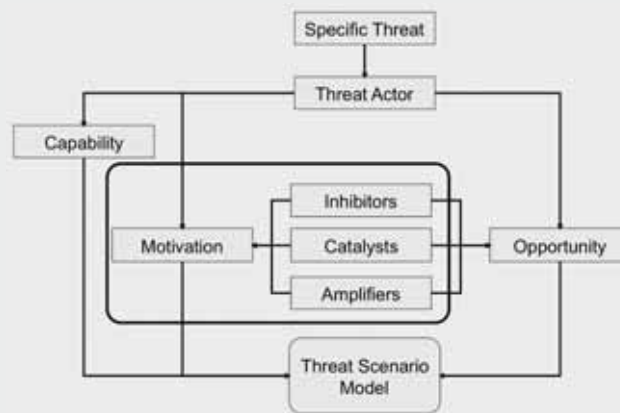 Specific Threat
Threat Actor
Capability
Inhibitors
Motivation
Catalysts
Opportunity
Amplifiers
Threat Scenario
Model